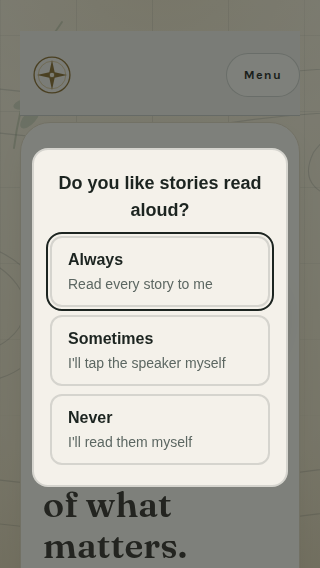 Menu
Do you like stories read
aloud?
Always
Read every story to me
Sometimes
I'll tap the speaker myself
Never
I'll read them myself
of what
matters.